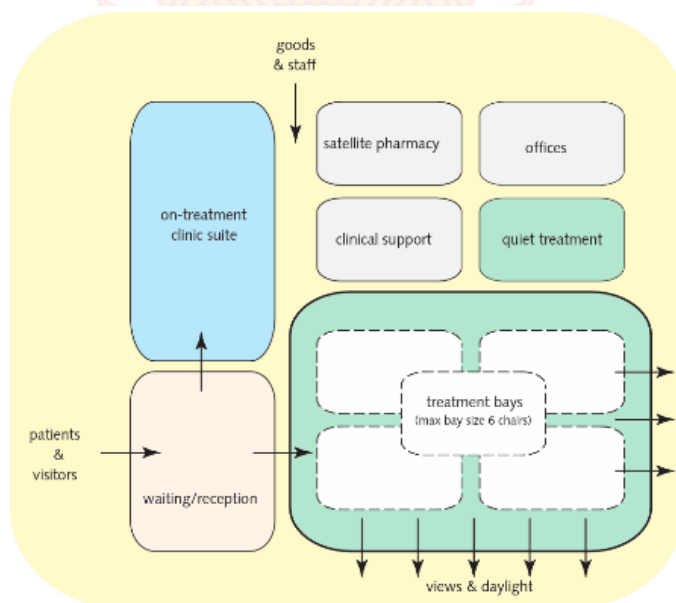 goods
& staff
satellite pharmacy
offices
on-treatment
clinic suite
clinical support
quiet treatment
treatment bays
(max bay size 6 chairs)
patients
&
visitors
waiting/reception
views & daylight